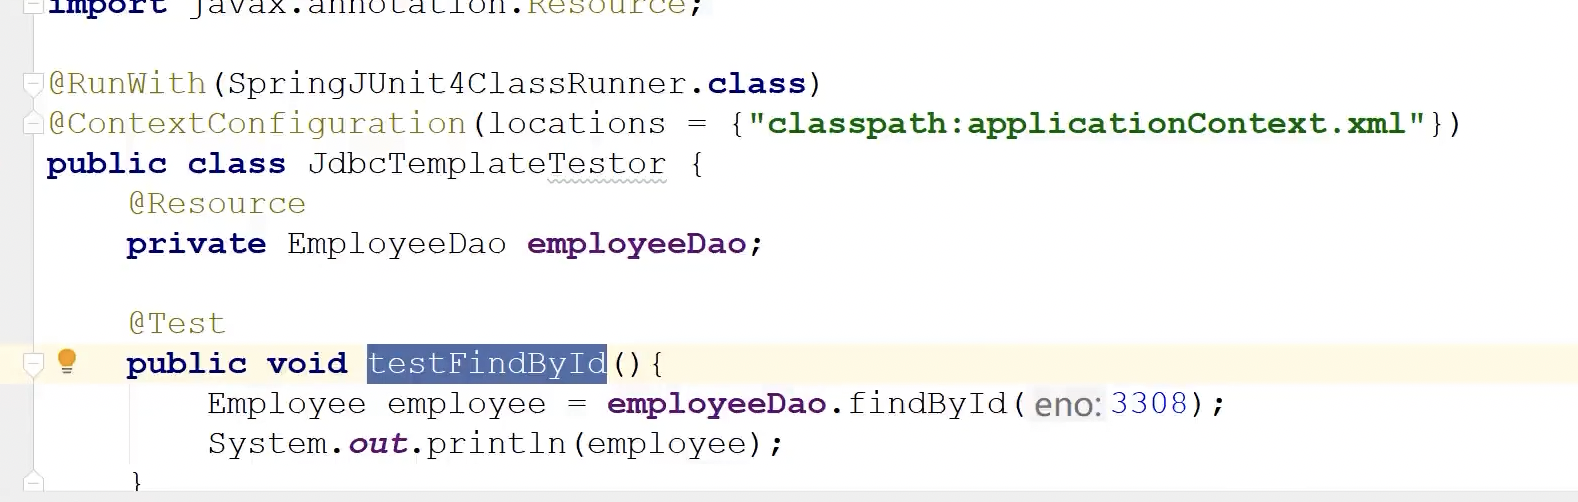 import javax.annotation.Resource;
@RunWith(SpringJUnit4ClassRunner.class)
@ContextConfiguration(locations = {"classpath:applicationContext.xml"})
public class JdbcTemplateTestor {
@Resource
private EmployeeDao employeeDao;
@Test
public void testFindById(){
Employee employee = employeeDao.findById( eno: 3308);
System.out.println(employee);
}